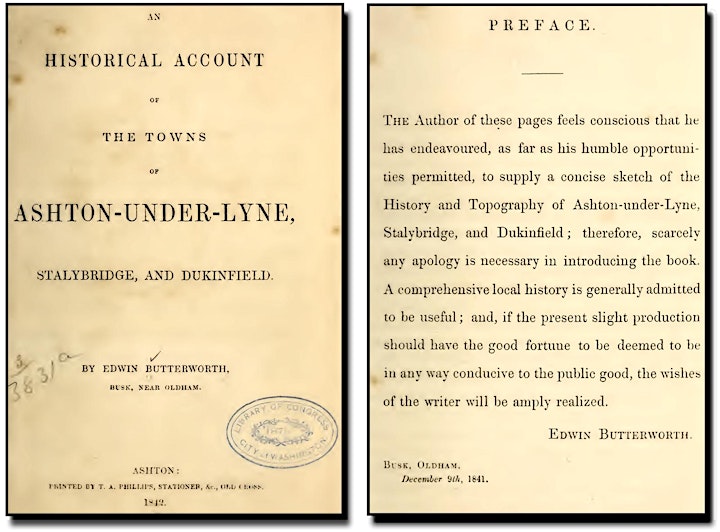 AN
HISTORICAL ACCOUNT
OF
THE TOWNS
OF
ASHTON-UNDER-LYNE,
STALYBRIDGE, AND DUKINFIELD.
3831a
BY EDWIN BUTTERWORTH,
BUSK, NEAR OLDHAM.
LIBRARY OF CONGRESS
CITY OF WASHINGTON
ASHTON:
PRINTED BY T. A. PHILLIPS, STATIONER, &c., OLD CROSS.
1842.
PREFACE.
THE Author of these pages feels conscious that he
has endeavoured, as far as his humble opportuni-
ties permitted, to supply a concise sketch of the
History and Topography of Ashton-under-Lyne,
Stalybridge, and Dukinfield; therefore, scarcely
any apology is necessary in introducing the book.
A comprehensive local history is generally admitted
to be useful; and, if the present slight production
should have the good fortune to be deemed to be
in any way conducive to the public good, the wishes
of the writer will be amply realized.
EDWIN BUTTERWORTH.
BUSK, OLDHAM,
December 9th, 1841.